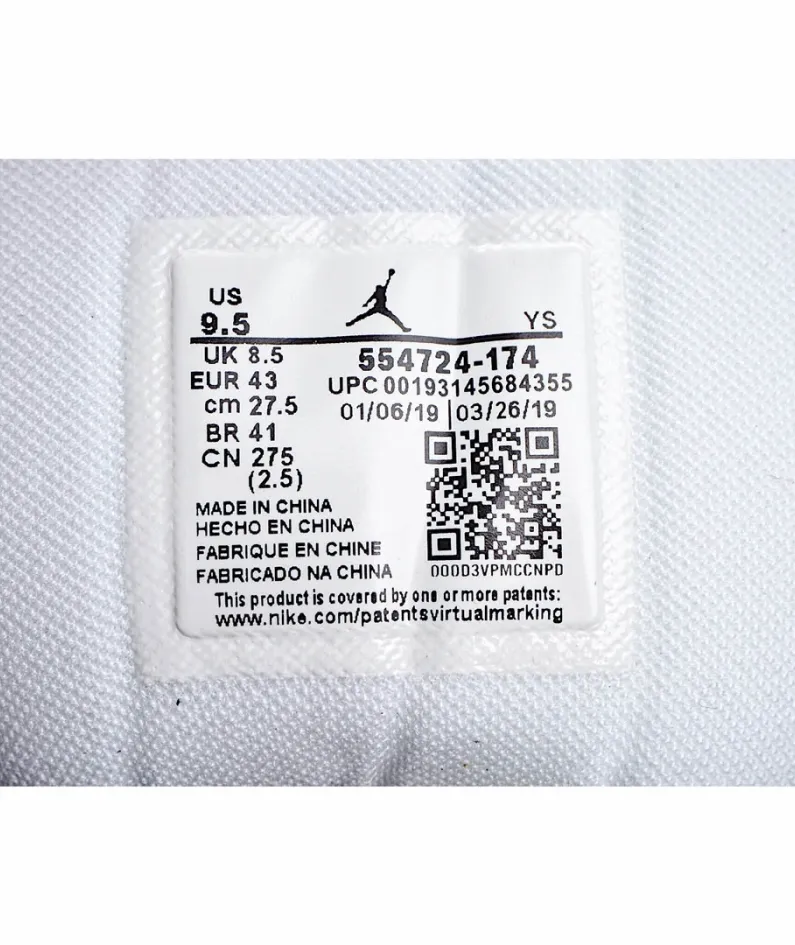 US
9.5 YS
UK 8.5 554724-174
EUR 43 UPC 00193145684355
cm 27.5 01/06/19 | 03/26/19
BR 41
CN 275
(2.5)
MADE IN CHINA
HECHO EN CHINA
FABRIQUE EN CHINE
FABRICADO NA CHINA 000D3VPMCCNPD
This product is covered by one or more patents:
www.nike.com/patentsvirtualmarking